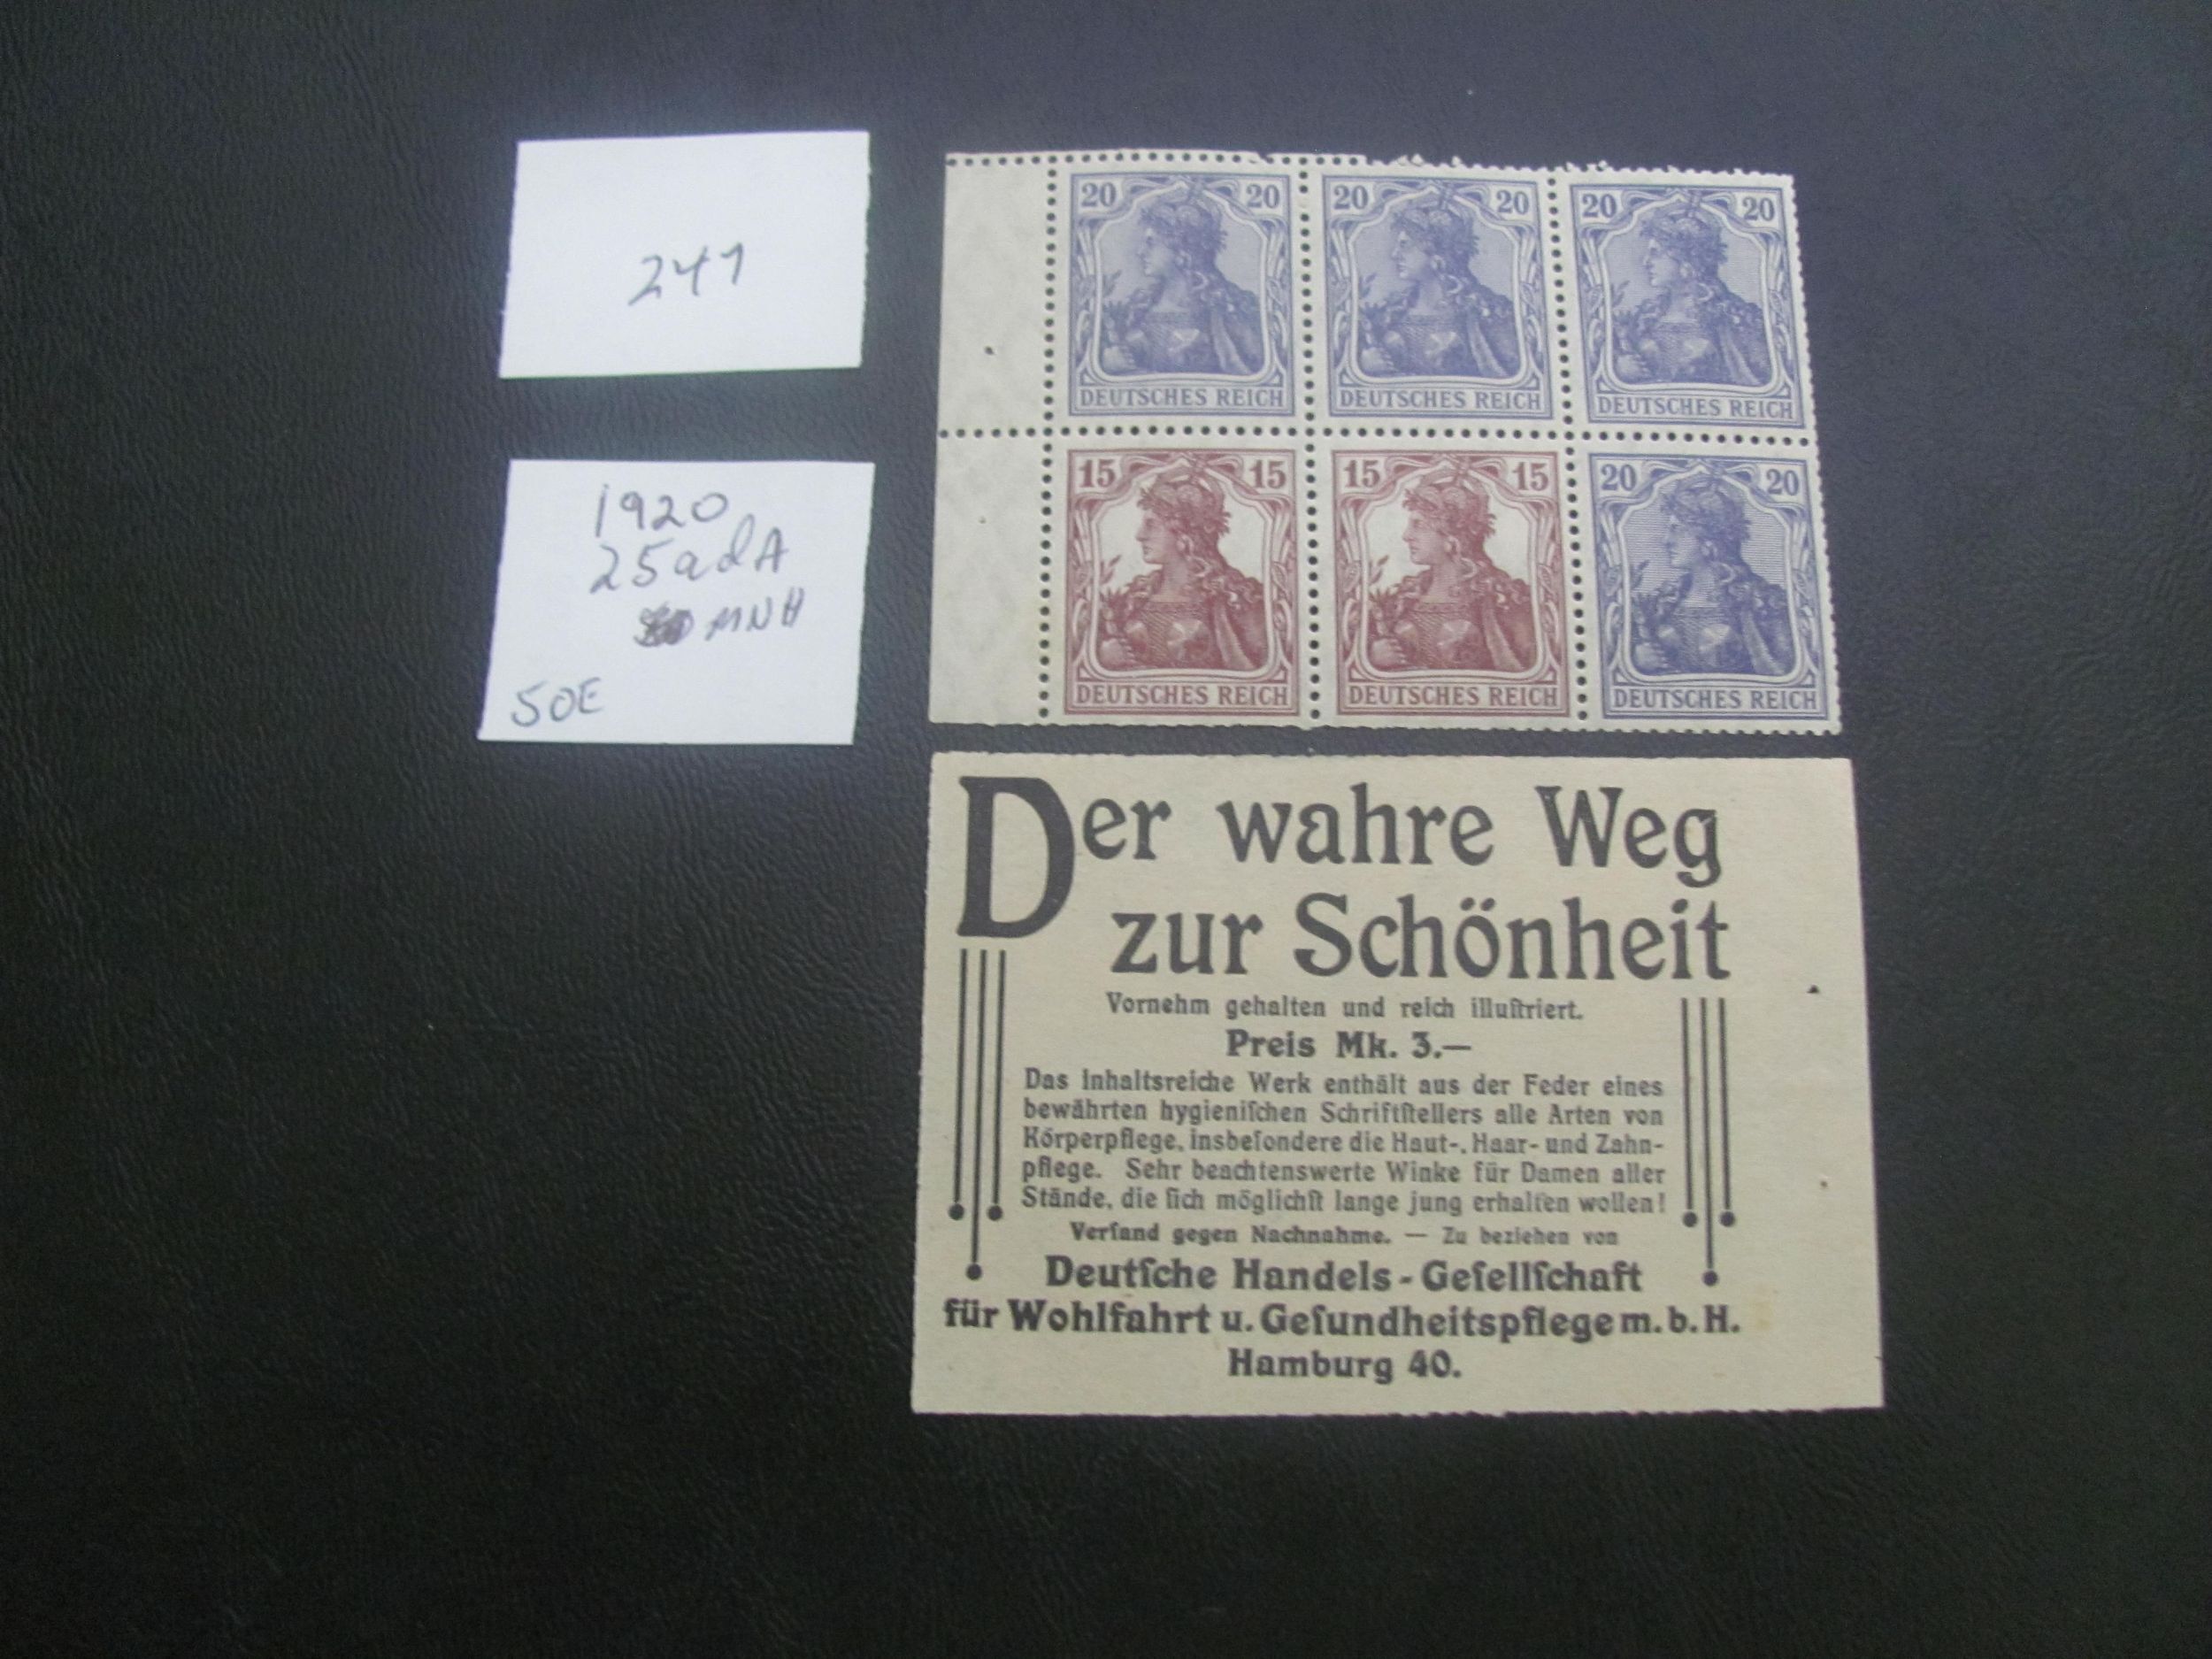 241
1920
25adA
MNH
50E
20 20 20 20 20 20
DEUTSCHES REICH DEUTSCHES REICH DEUTSCHES REICH
15 15 15 15 20 20
DEUTSCHES REICH DEUTSCHES REICH DEUTSCHES REICH
Der wahre Weg
zur Schönheit
Vornehm gehalten und reich illuſtriert.
Preis Mk. 3.—
Das inhaltsreiche Werk enthält aus der Feder eines
bewährten hygieniſchen Schriftſtellers alle Arten von
Körperpflege, insbeſondere die Haut-, Haar- und Zahn-
pflege. Sehr beachtenswerte Winke für Damen aller
Stände, die ſich möglichſt lange jung erhalten wollen!
Verſand gegen Nachnahme. — Zu beziehen von
Deutſche Handels-Geſellſchaft
für Wohlfahrt u. Geſundheitspflege m. b. H.
Hamburg 40.